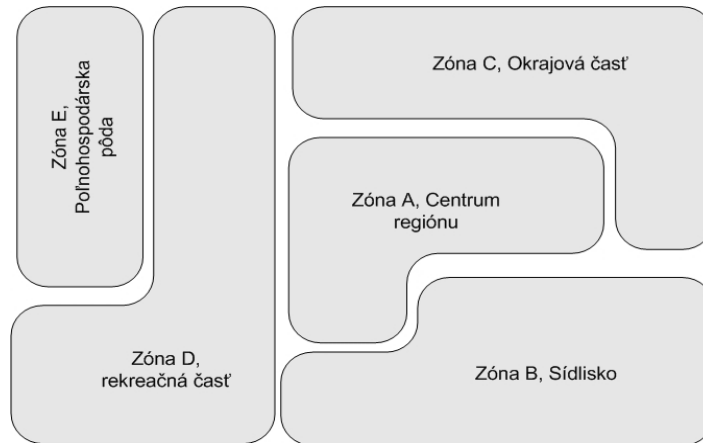 Zóna E,
Poľnohospodárska
pôda
Zóna C, Okrajová časť
Zóna A, Centrum
regiónu
Zóna D,
rekreačná časť
Zóna B, Sídlisko